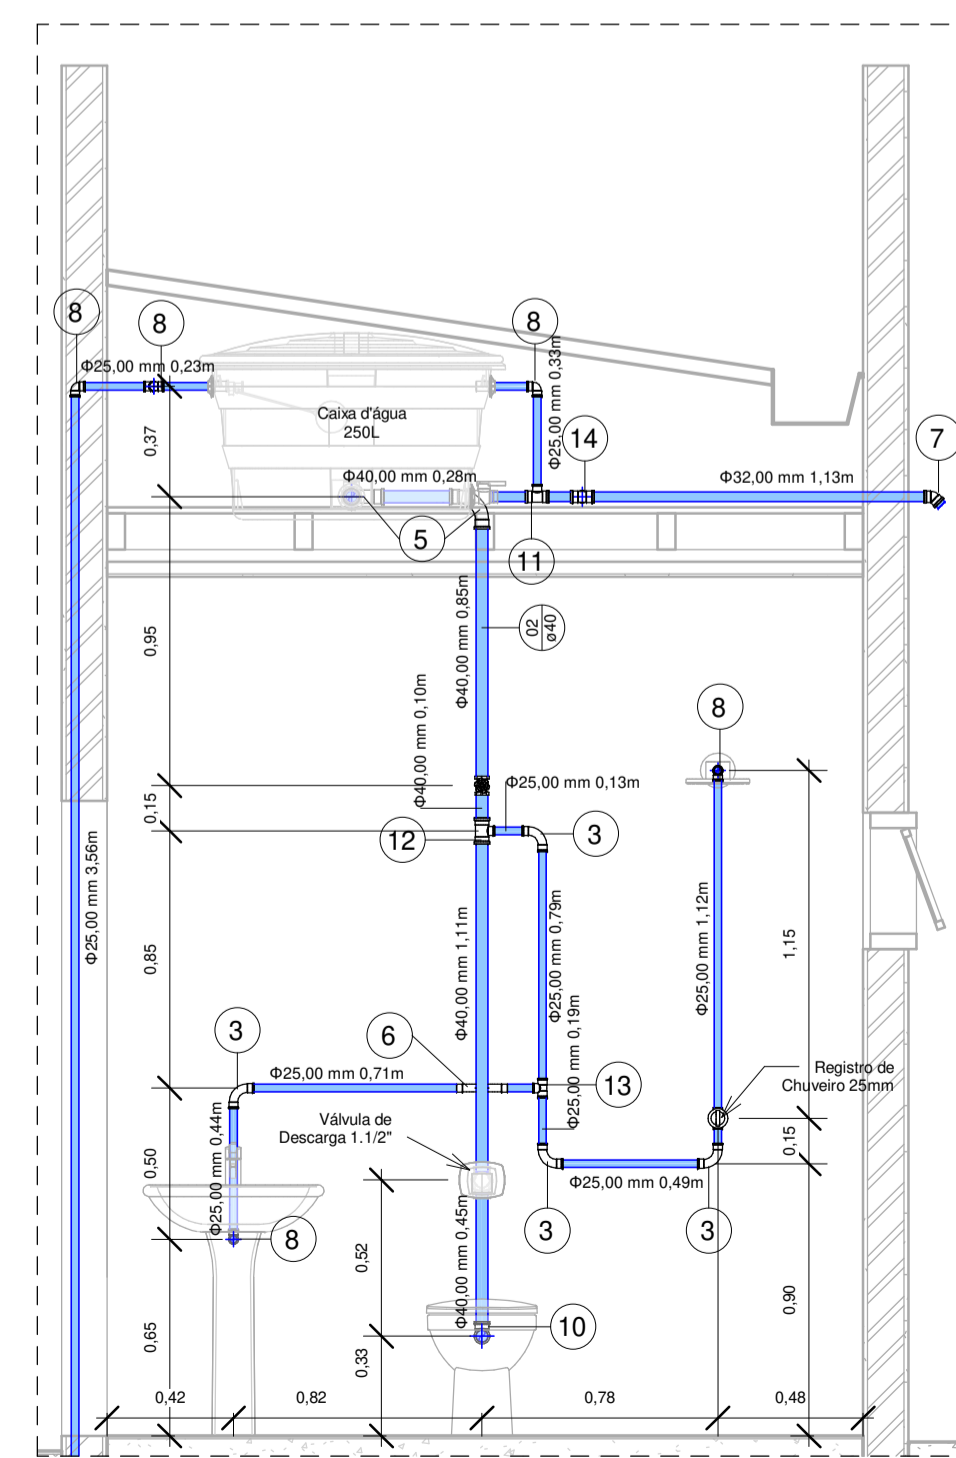 8
8
8
Φ25,00 mm 0,23m
Φ25,00 mm 0,33m
Caixa d'água
250L
0,37
14
7
Φ40,00 mm 0,28m
Φ32,00 mm 1,13m
5
11
0,95
Φ40,00 mm 0,85m
02
ø40
8
Φ40,00 mm 0,10m
Φ25,00 mm 0,13m
0,15
12
3
Φ25,00 mm 3,56m
0,85
Φ40,00 mm 1,11m
Φ25,00 mm 0,79m
Φ25,00 mm 1,12m
1,15
3
6
Φ25,00 mm 0,71m
13
Φ25,00 mm 0,19m
Registro de
Chuveiro 25mm
Válvula de
Descarga 1.1/2"
0,50
Φ25,00 mm 0,44m
0,15
Φ25,00 mm 0,49m
8
3
3
0,52
Φ40,00 mm 0,45m
0,65
10
0,90
0,33
0,42
0,82
0,78
0,48